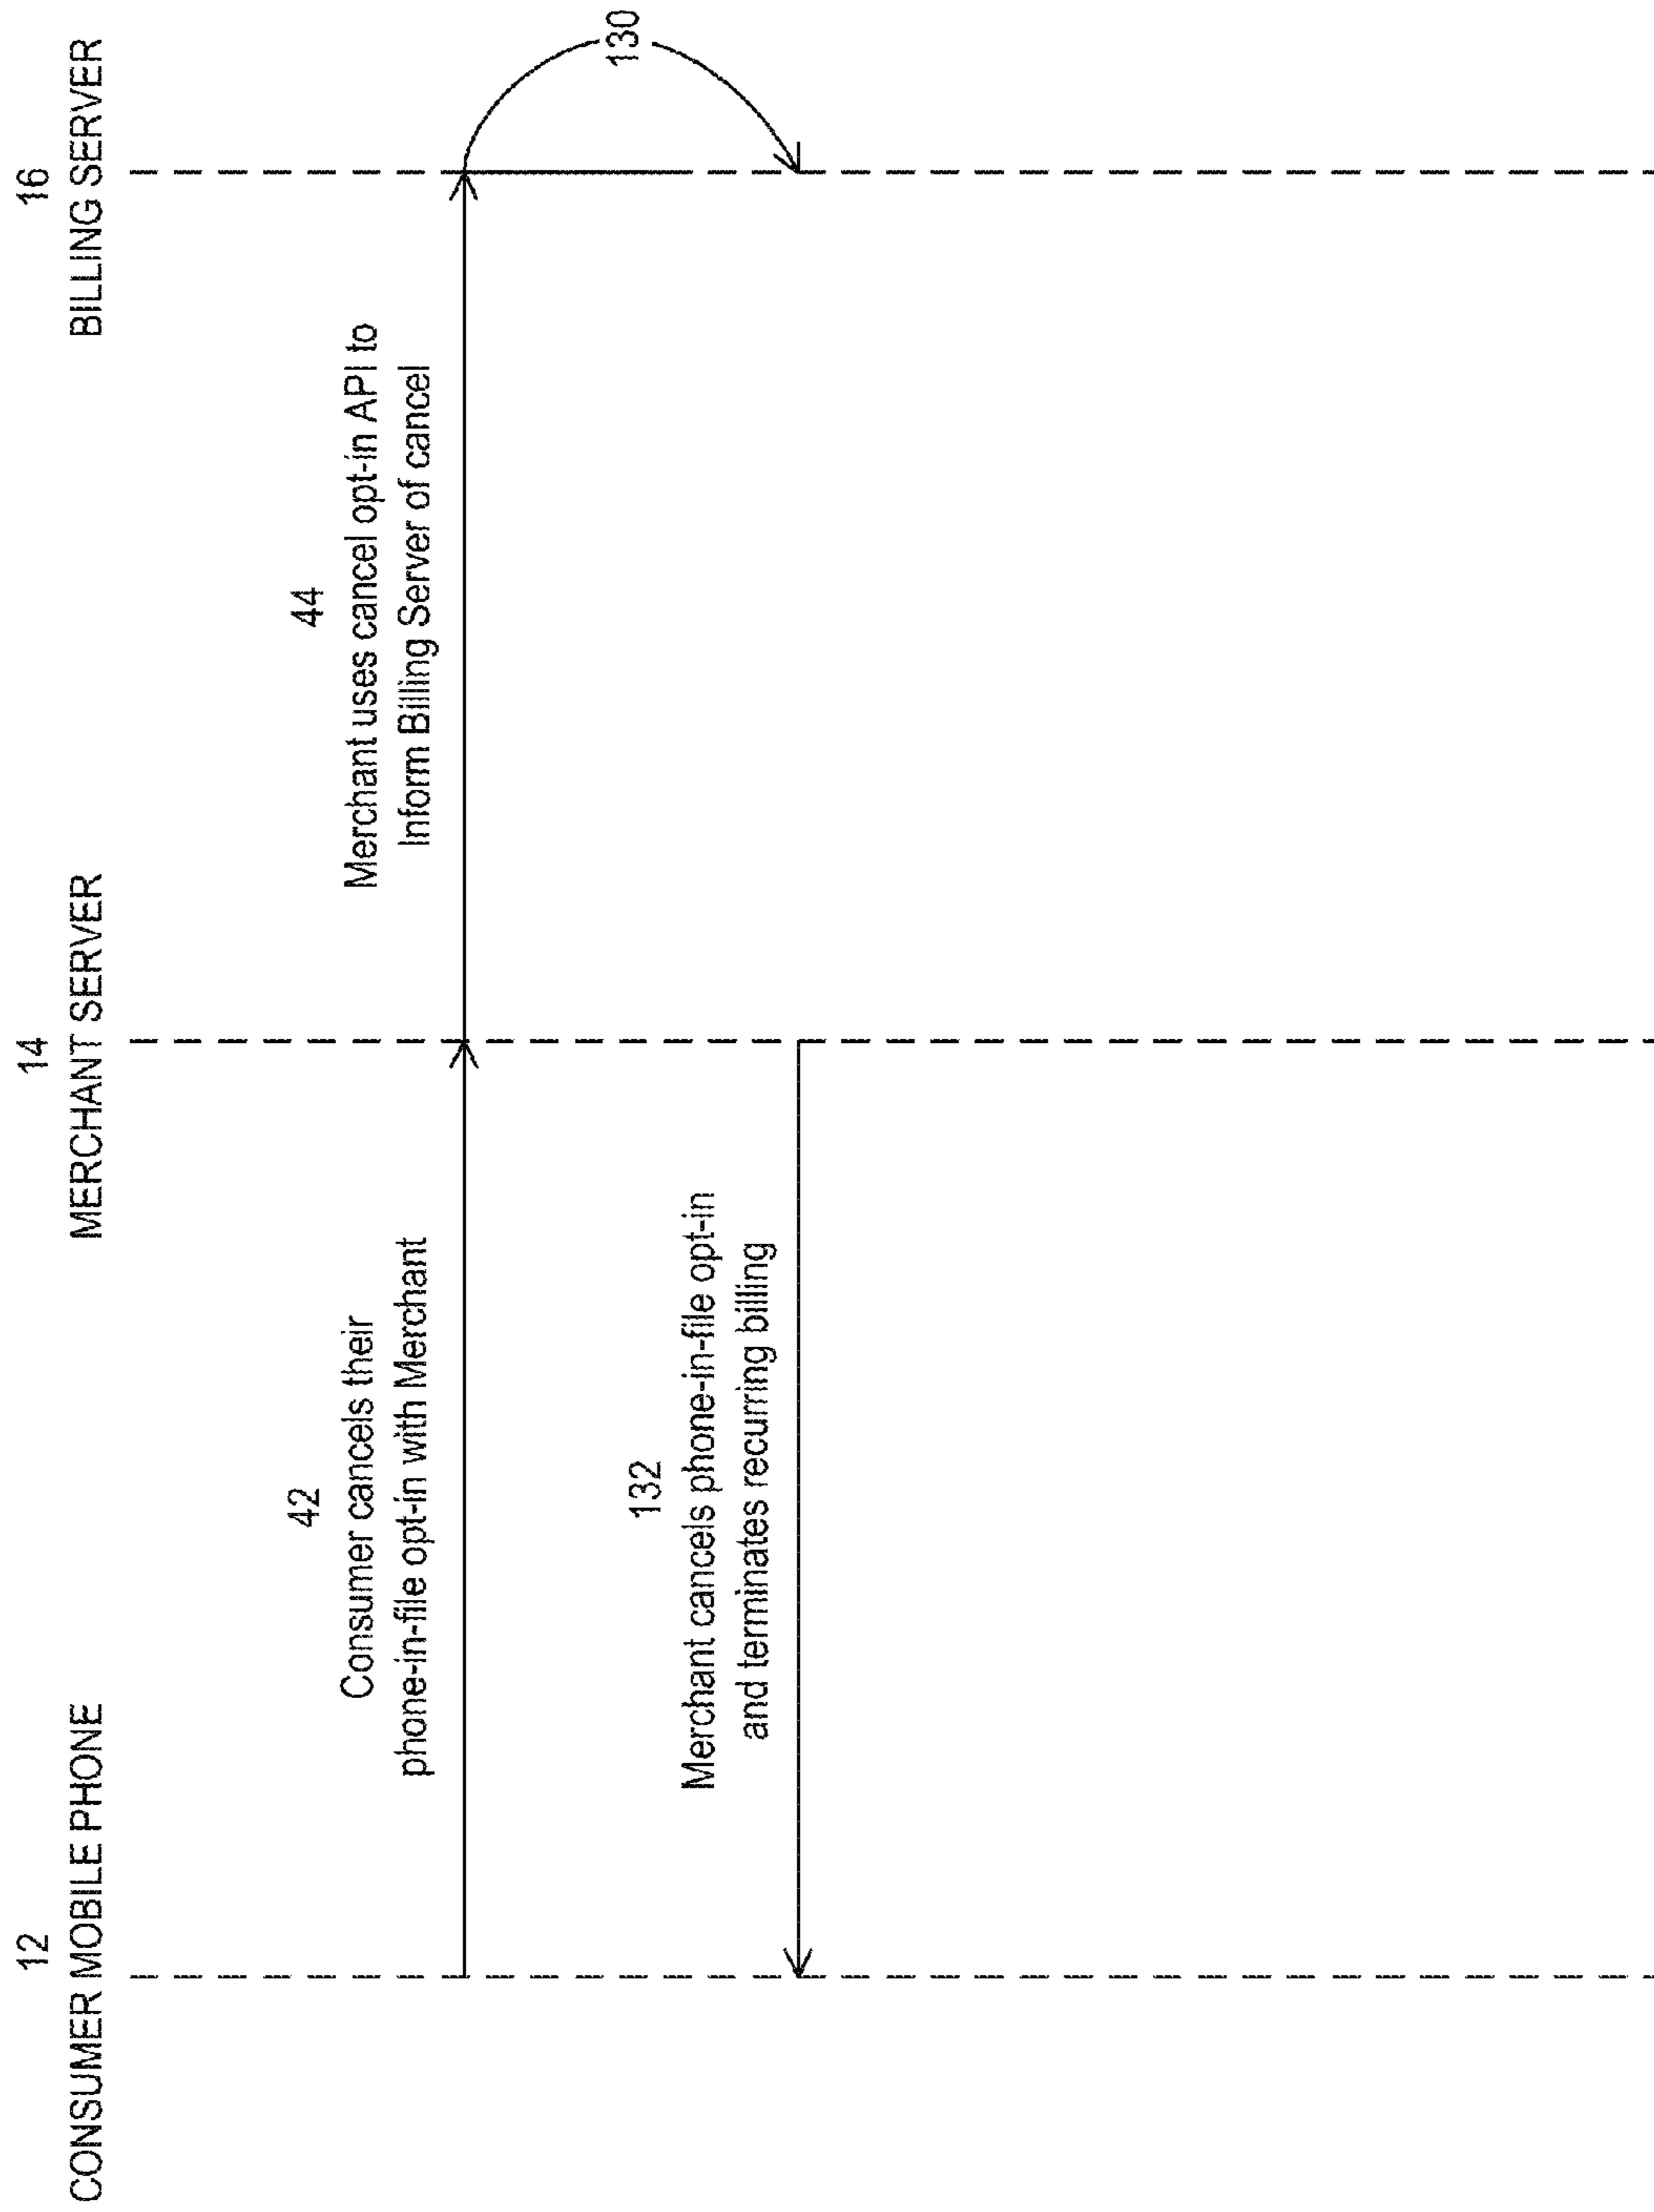 12
CONSUMER MOBILE PHONE
14
MERCHANT SERVER
16
BILLING SERVER
42
Consumer cancels their
phone-in-file opt-in with Merchant
44
Merchant uses cancel opt-in API to
Inform Billing Server of cancel
130
132
Merchant cancels phone-in-file opt-in
and terminates recurring billing